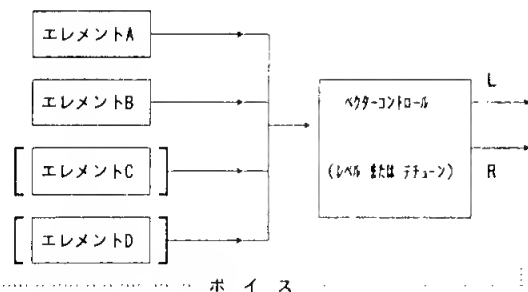 エレメントA
エレメントB
[エレメントC]
[エレメントD]
ベクターコントロール
(レベル または デチューン)
L
R
ボイス